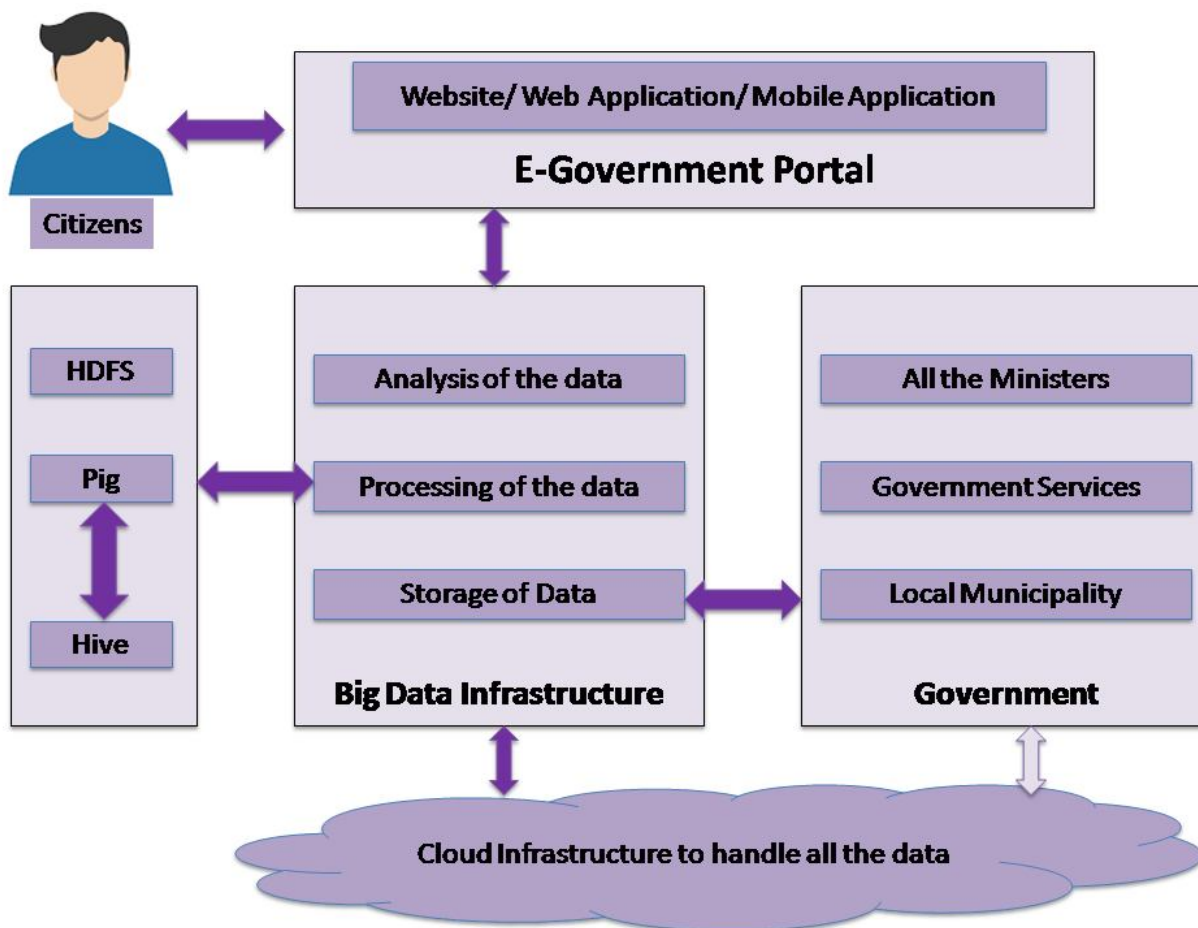 Website/ Web Application/ Mobile Application
E-Government Portal
Citizens
HDFS
Pig
Hive
Analysis of the data
Processing of the data
Storage of Data
Big Data Infrastructure
All the Ministers
Government Services
Local Municipality
Government
Cloud Infrastructure to handle all the data